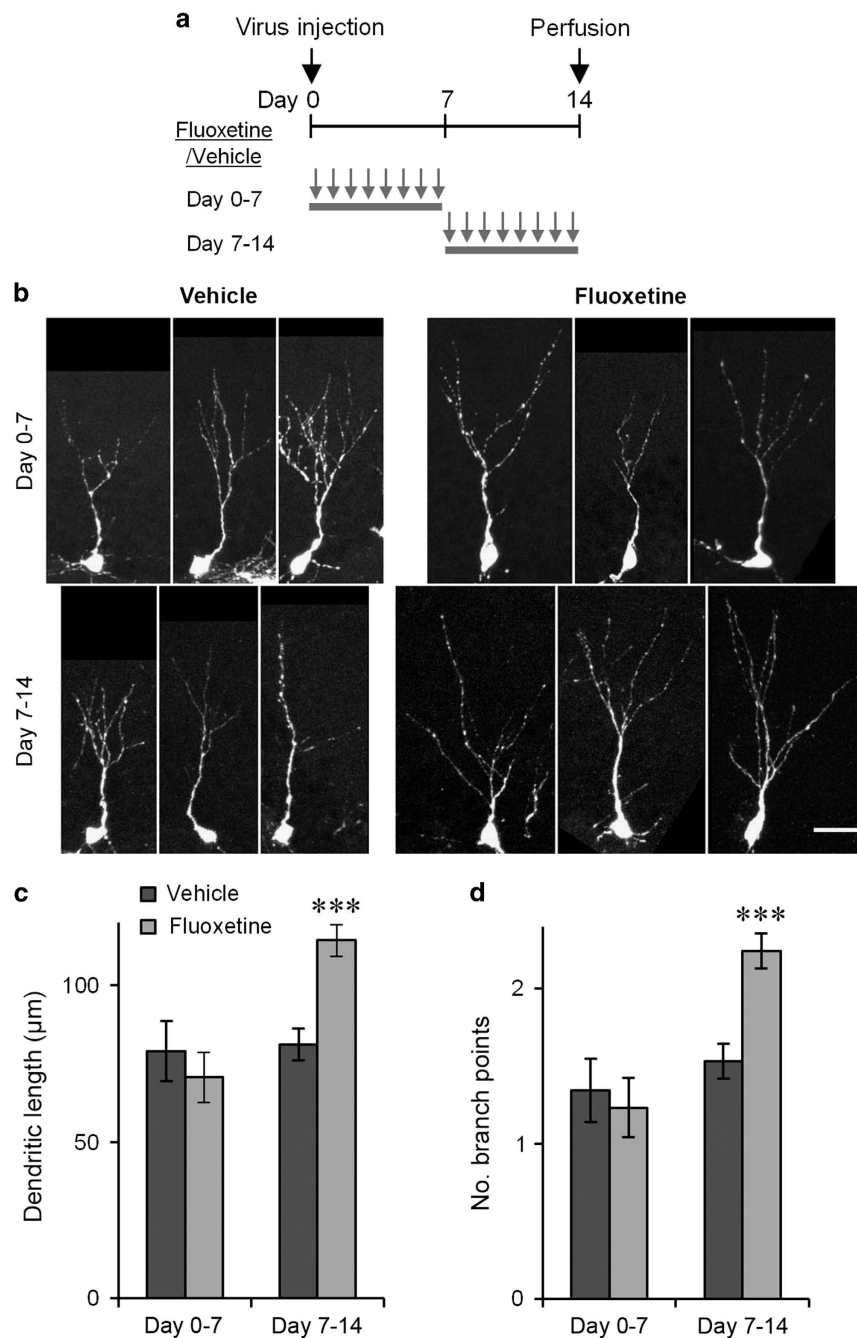 a
Virus injection Perfusion
Day 0 7 14
Fluoxetine
/Vehicle
Day 0-7
Day 7-14
b
Vehicle Fluoxetine
Day 0-7
Day 7-14
c
Vehicle
Fluoxetine
***
Dendritic length (µm)
100
50
0
Day 0-7 Day 7-14
d
***
No. branch points
2
1
0
Day 0-7 Day 7-14